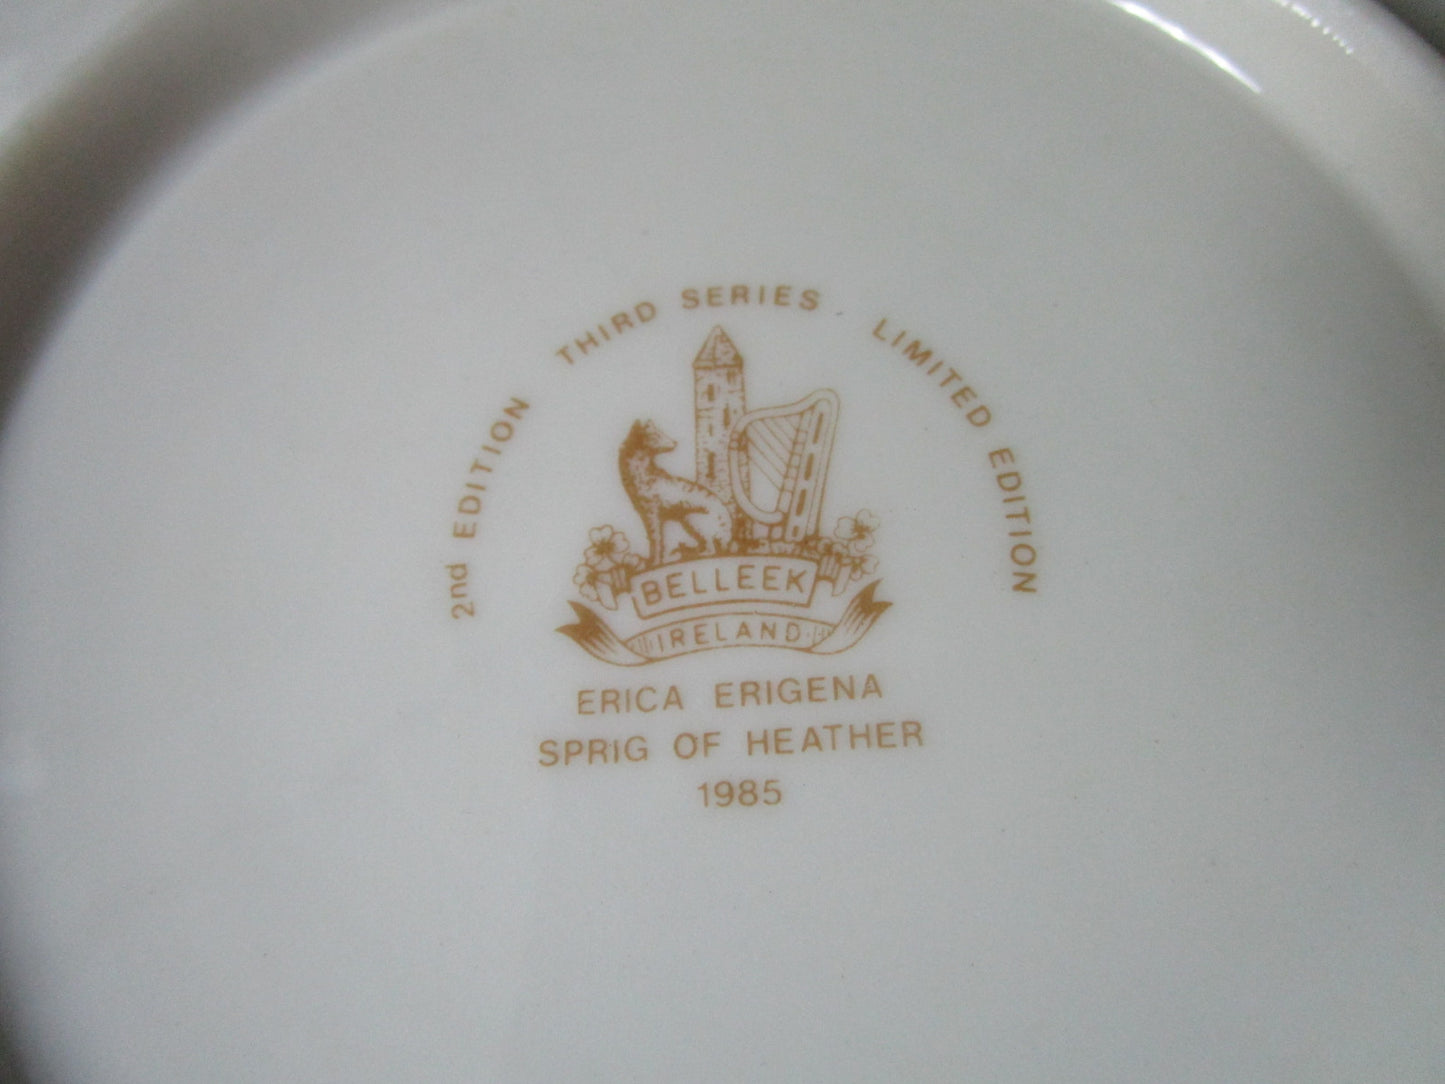 2nd EDITION THIRD SERIES LIMITED EDITION
BELLEEK
IRELAND
ERICA ERIGENA
SPRIG OF HEATHER
1985